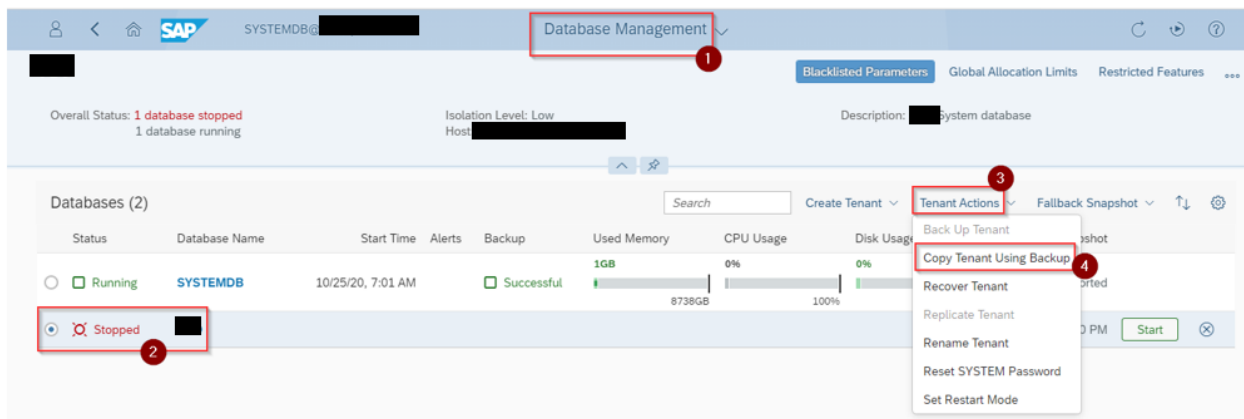 SAP SYSTEMDB@ Database Management
1
Blacklisted Parameters Global Allocation Limits Restricted Features
Overall Status: 1 database stopped Isolation Level: Low Description: System database
1 database running Host
3
Databases (2) Search Create Tenant Tenant Actions Fallback Snapshot
Back Up Tenant
Status Database Name Start Time Alerts Backup Used Memory CPU Usage Disk Usage
Copy Tenant Using Backup
4
1GB 0% 0%
Running SYSTEMDB 10/25/20, 7:01 AM Successful
Recover Tenant
8738GB 100%
Replicate Tenant
Stopped PM Start
2
Rename Tenant
Reset SYSTEM Password
Set Restart Mode